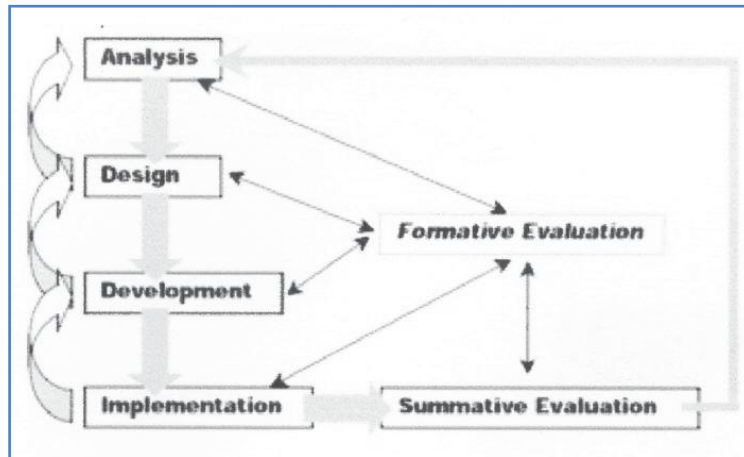 Analysis
Design
Formative Evaluation
Development
Implementation
Summative Evaluation